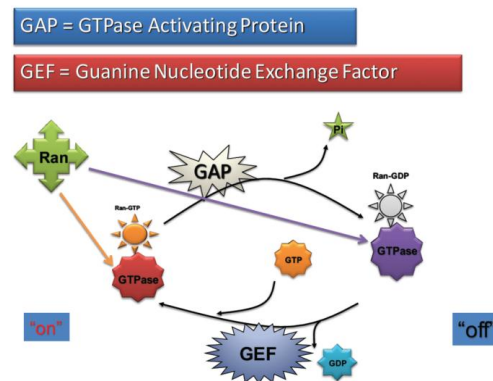 GAP = GTPase Activating Protein
GEF = Guanine Nucleotide Exchange Factor
Pi
Ran
GAP
Ran-GDP
Ran-GTP
GTPase
GTP
GTPase
"on"
"off"
GEF
GDP